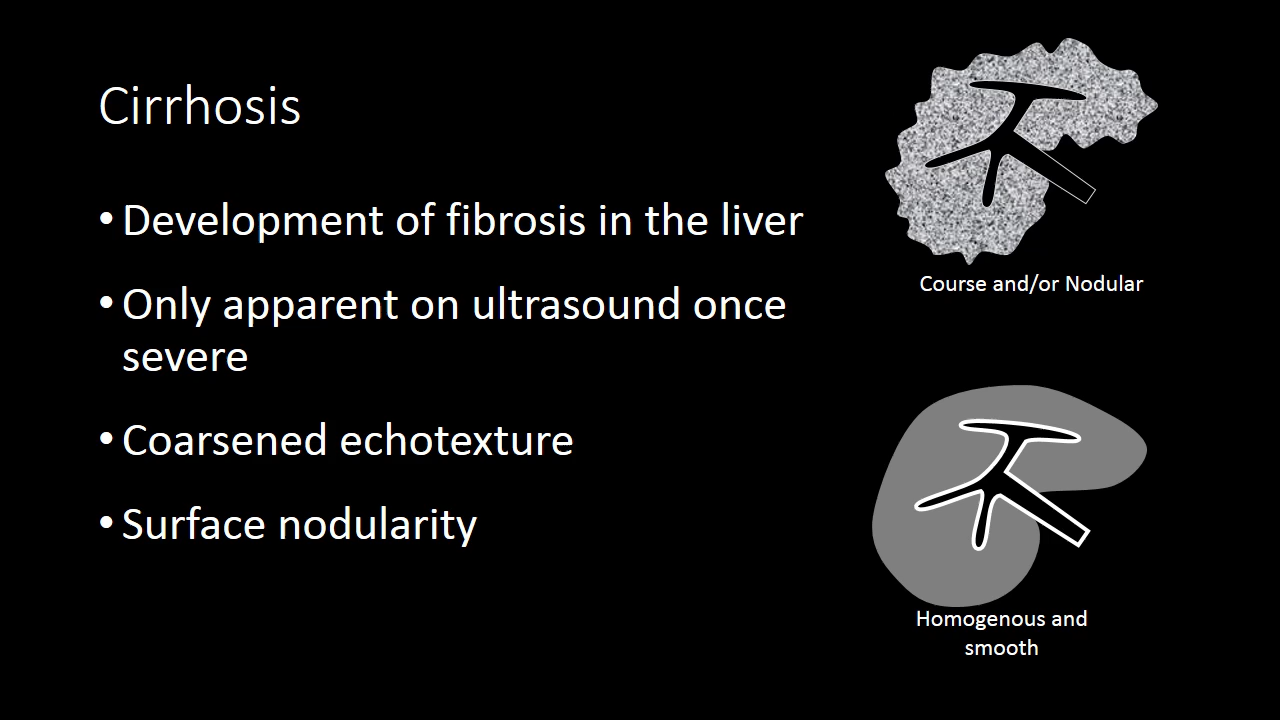 Cirrhosis
• Development of fibrosis in the liver
• Only apparent on ultrasound once
severe
• Coarsened echotexture
• Surface nodularity
Course and/or Nodular
Homogenous and
smooth